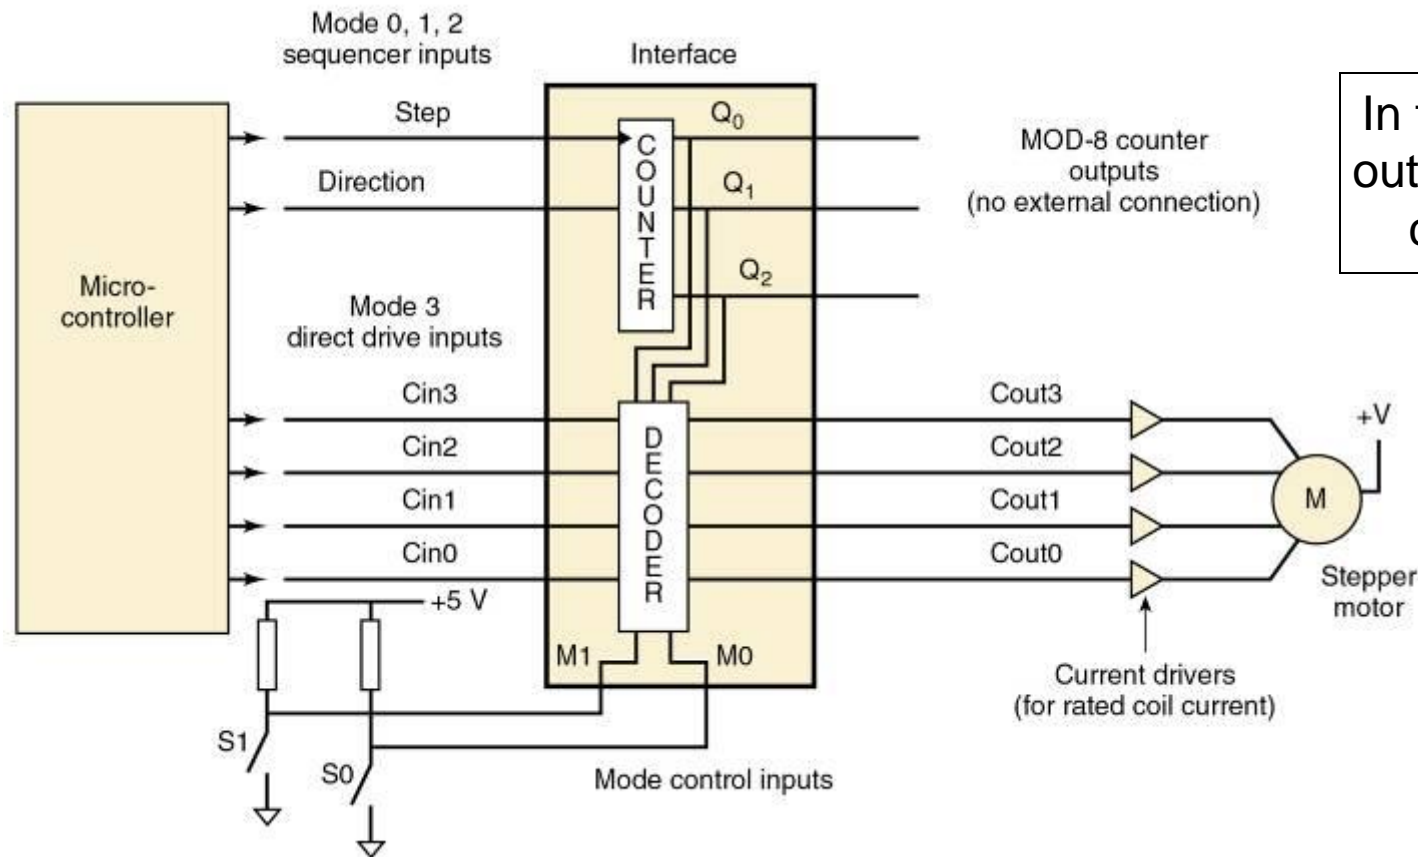 Mode 0, 1, 2
sequencer inputs
Interface
Step
Direction
Q₀
Q₁
Q₂
COUNTER
MOD-8 counter
outputs
(no external connection)
In
out
Micro-
controller
Mode 3
direct drive inputs
Cin3
Cin2
Cin1
Cin0
DECODER
Cout3
Cout2
Cout1
Cout0
+V
M
Stepper
motor
+5 V
M1
M0
Current drivers
(for rated coil current)
S1
S0
Mode control inputs